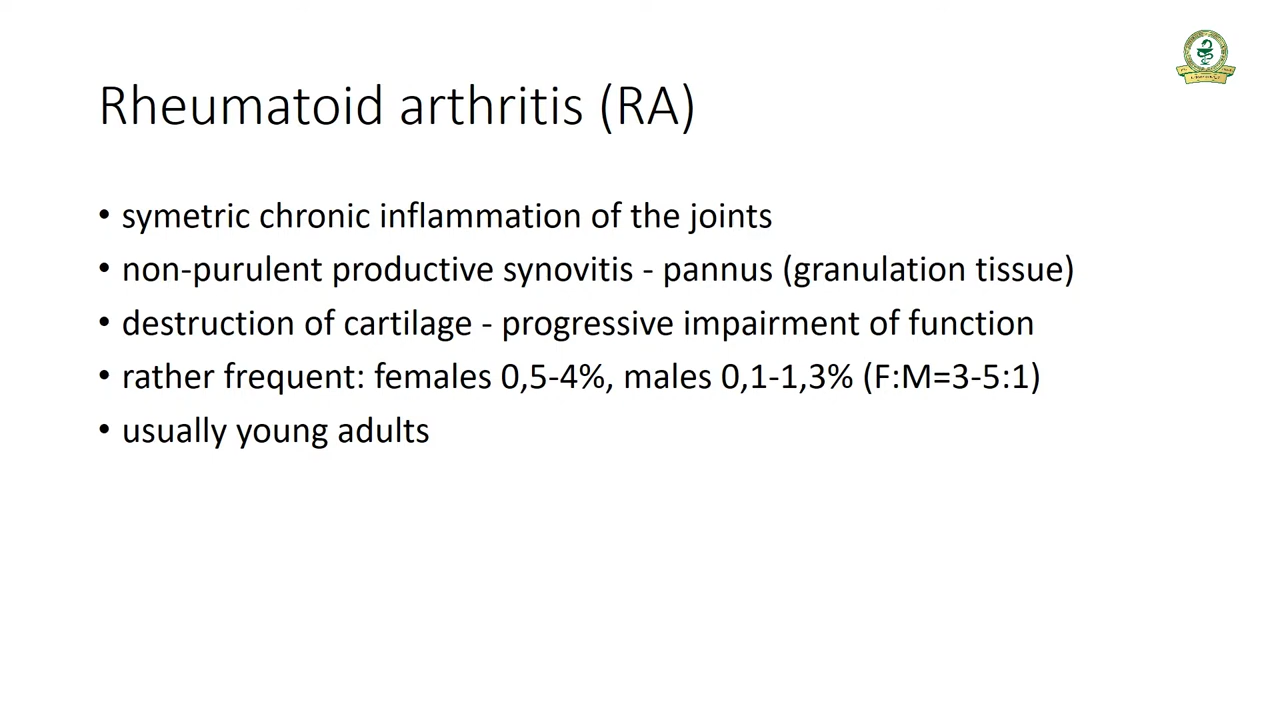 Rheumatoid arthritis (RA)
• symetric chronic inflammation of the joints
• non-purulent productive synovitis - pannus (granulation tissue)
• destruction of cartilage - progressive impairment of function
• rather frequent: females 0,5-4%, males 0,1-1,3% (F:M=3-5:1)
• usually young adults